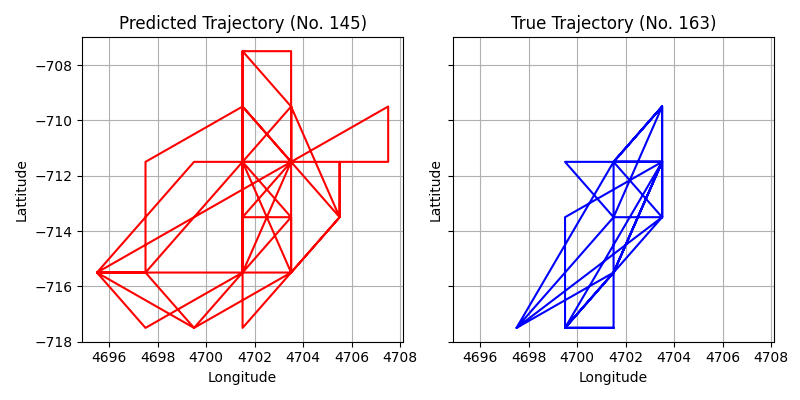 Predicted Trajectory (No. 145)
True Trajectory (No. 163)
Lattitude
−708
−710
−712
−714
−716
−718
4696 4698 4700 4702 4704 4706 4708
Longitude
Lattitude
4696 4698 4700 4702 4704 4706 4708
Longitude